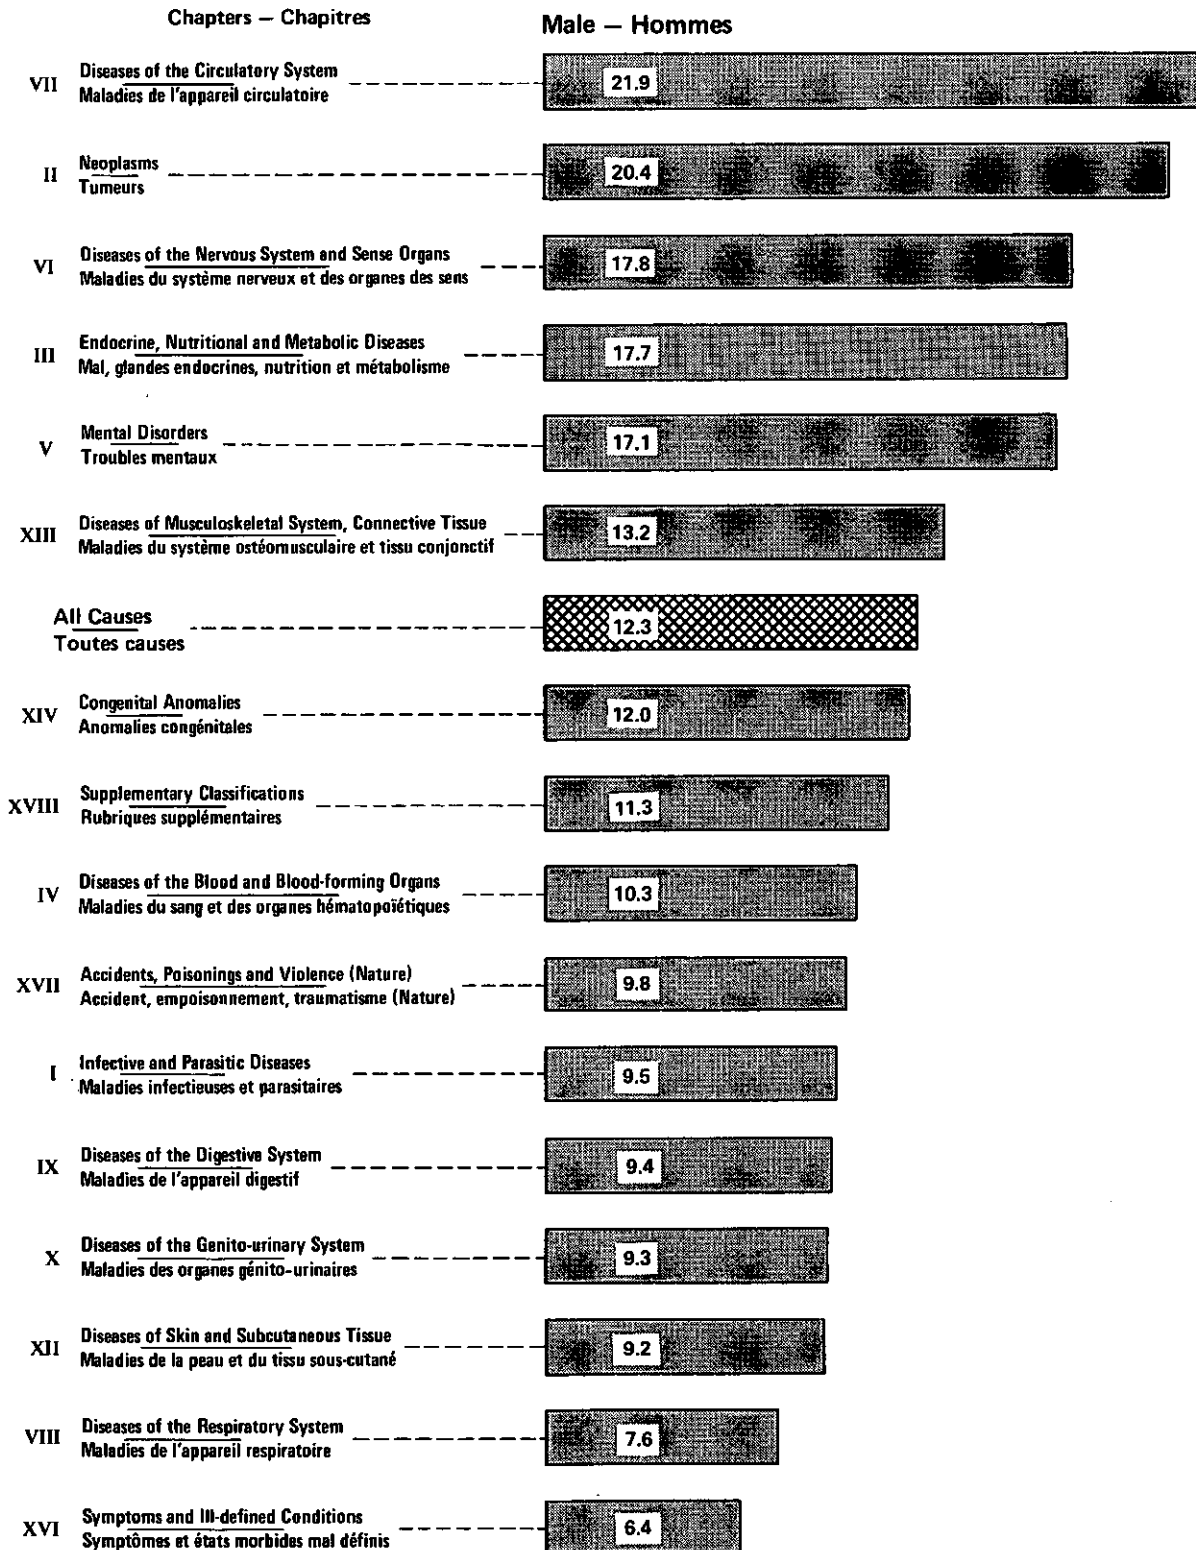 Chapters — Chapitres
Male — Hommes
VII Diseases of the Circulatory System
Maladies de l'appareil circulatoire
21.9
II Neoplasms
Tumeurs
20.4
VI Diseases of the Nervous System and Sense Organs
Maladies du système nerveux et des organes des sens
17.8
III Endocrine, Nutritional and Metabolic Diseases
Mal, glandes endocrines, nutrition et métabolisme
17.7
V Mental Disorders
Troubles mentaux
17.1
XIII Diseases of Musculoskeletal System, Connective Tissue
Maladies du système ostéomusculaire et tissu conjonctif
13.2
All Causes
Toutes causes
12.3
XIV Congenital Anomalies
Anomalies congénitales
12.0
XVIII Supplementary Classifications
Rubriques supplémentaires
11.3
IV Diseases of the Blood and Blood-forming Organs
Maladies du sang et des organes hématopoïétiques
10.3
XVII Accidents, Poisonings and Violence (Nature)
Accident, empoisonnement, traumatisme (Nature)
9.8
I Infective and Parasitic Diseases
Maladies infectieuses et parasitaires
9.5
IX Diseases of the Digestive System
Maladies de l'appareil digestif
9.4
X Diseases of the Genito-urinary System
Maladies des organes génito-urinaires
9.3
XII Diseases of Skin and Subcutaneous Tissue
Maladies de la peau et du tissu sous-cutané
9.2
VIII Diseases of the Respiratory System
Maladies de l'appareil respiratoire
7.6
XVI Symptoms and Ill-defined Conditions
Symptômes et états morbides mal définis
6.4